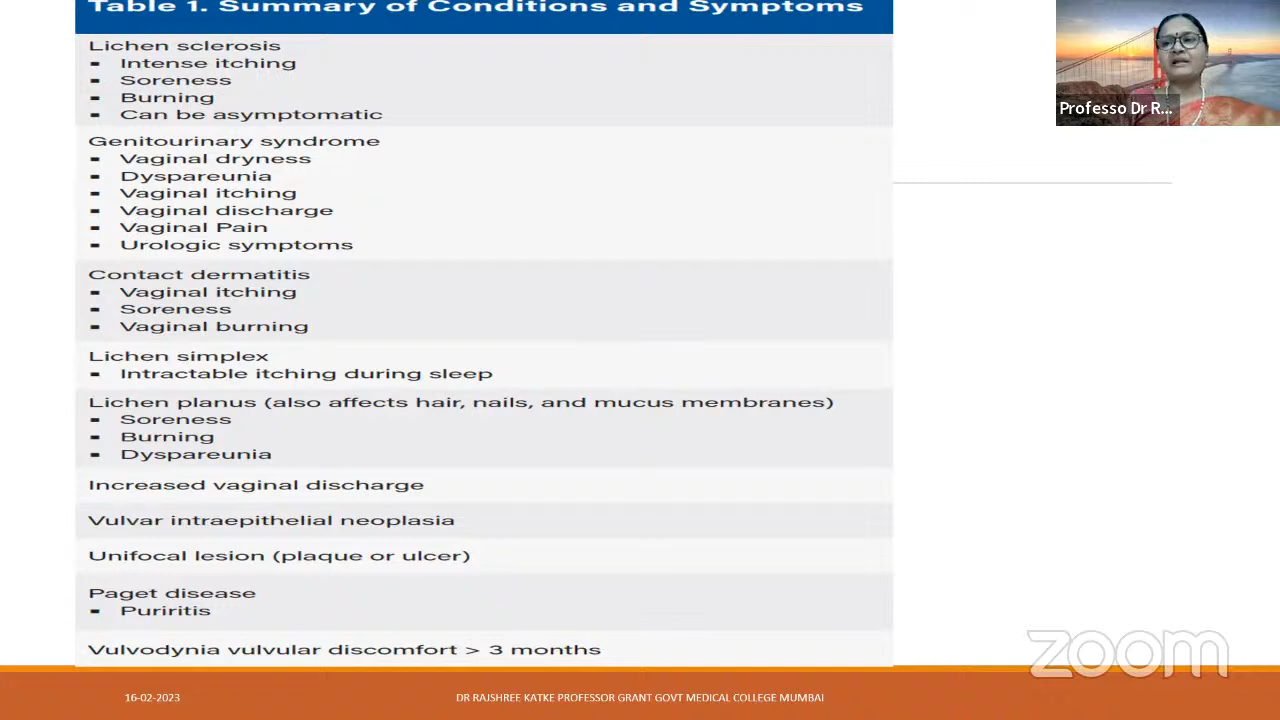 Table 1. Summary of Conditions and Symptoms
Lichen sclerosis
▪ Intense itching
▪ Soreness
▪ Burning
▪ Can be asymptomatic
Genitourinary syndrome
▪ Vaginal dryness
▪ Dyspareunia
▪ Vaginal itching
▪ Vaginal discharge
▪ Vaginal Pain
▪ Urologic symptoms
Contact dermatitis
▪ Vaginal itching
▪ Soreness
▪ Vaginal burning
Lichen simplex
▪ Intractable itching during sleep
Lichen planus (also affects hair, nails, and mucus membranes)
▪ Soreness
▪ Burning
▪ Dyspareunia
Increased vaginal discharge
Vulvar intraepithelial neoplasia
Unifocal lesion (plaque or ulcer)
Paget disease
▪ Puriritis
Vulvodynia vulvular discomfort > 3 months
Professo Dr R...
zoom
16-02-2023
DR RAJSHREE KATKE PROFESSOR GRANT GOVT MEDICAL COLLEGE MUMBAI